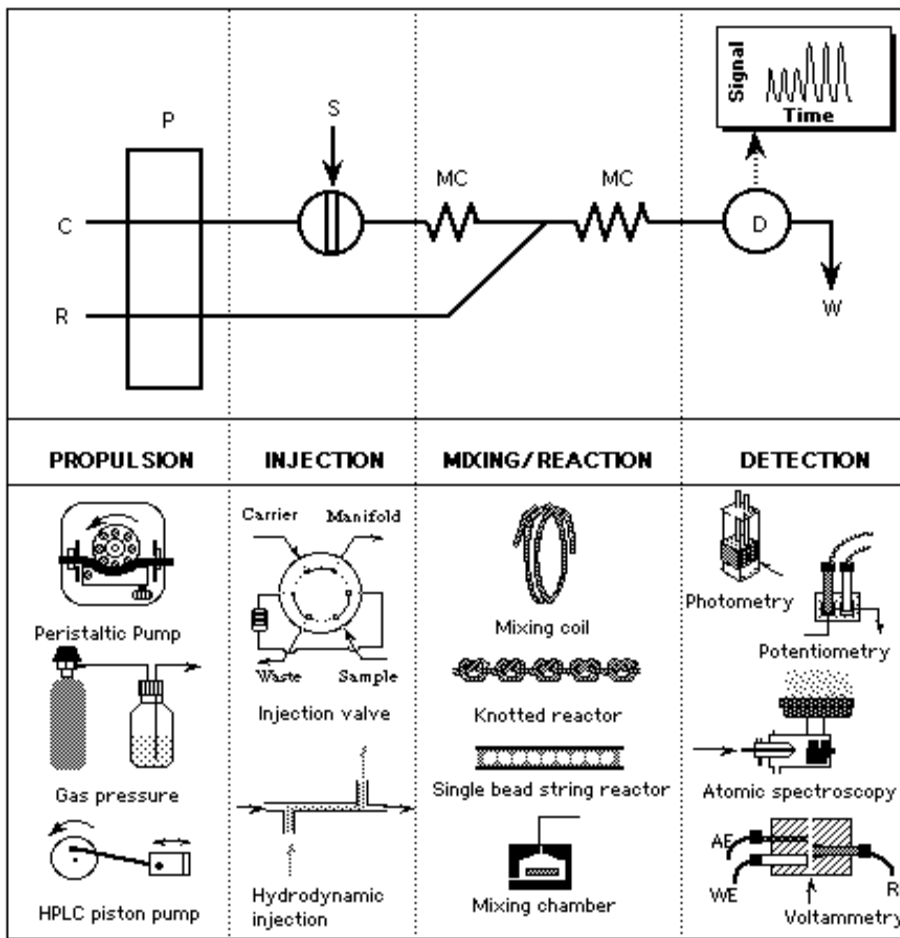 Signal
Time
P
S
MC
MC
C
D
R
W
PROPULSION
INJECTION
MIXING/REACTION
DETECTION
Peristaltic Pump
Gas pressure
HPLC piston pump
Carrier
Manifold
Waste
Sample
Injection valve
Hydrodynamic
injection
Mixing coil
Knotted reactor
Single bead string reactor
Mixing chamber
Photometry
Potentiometry
Atomic spectroscopy
AE
WE
R
Voltammetry